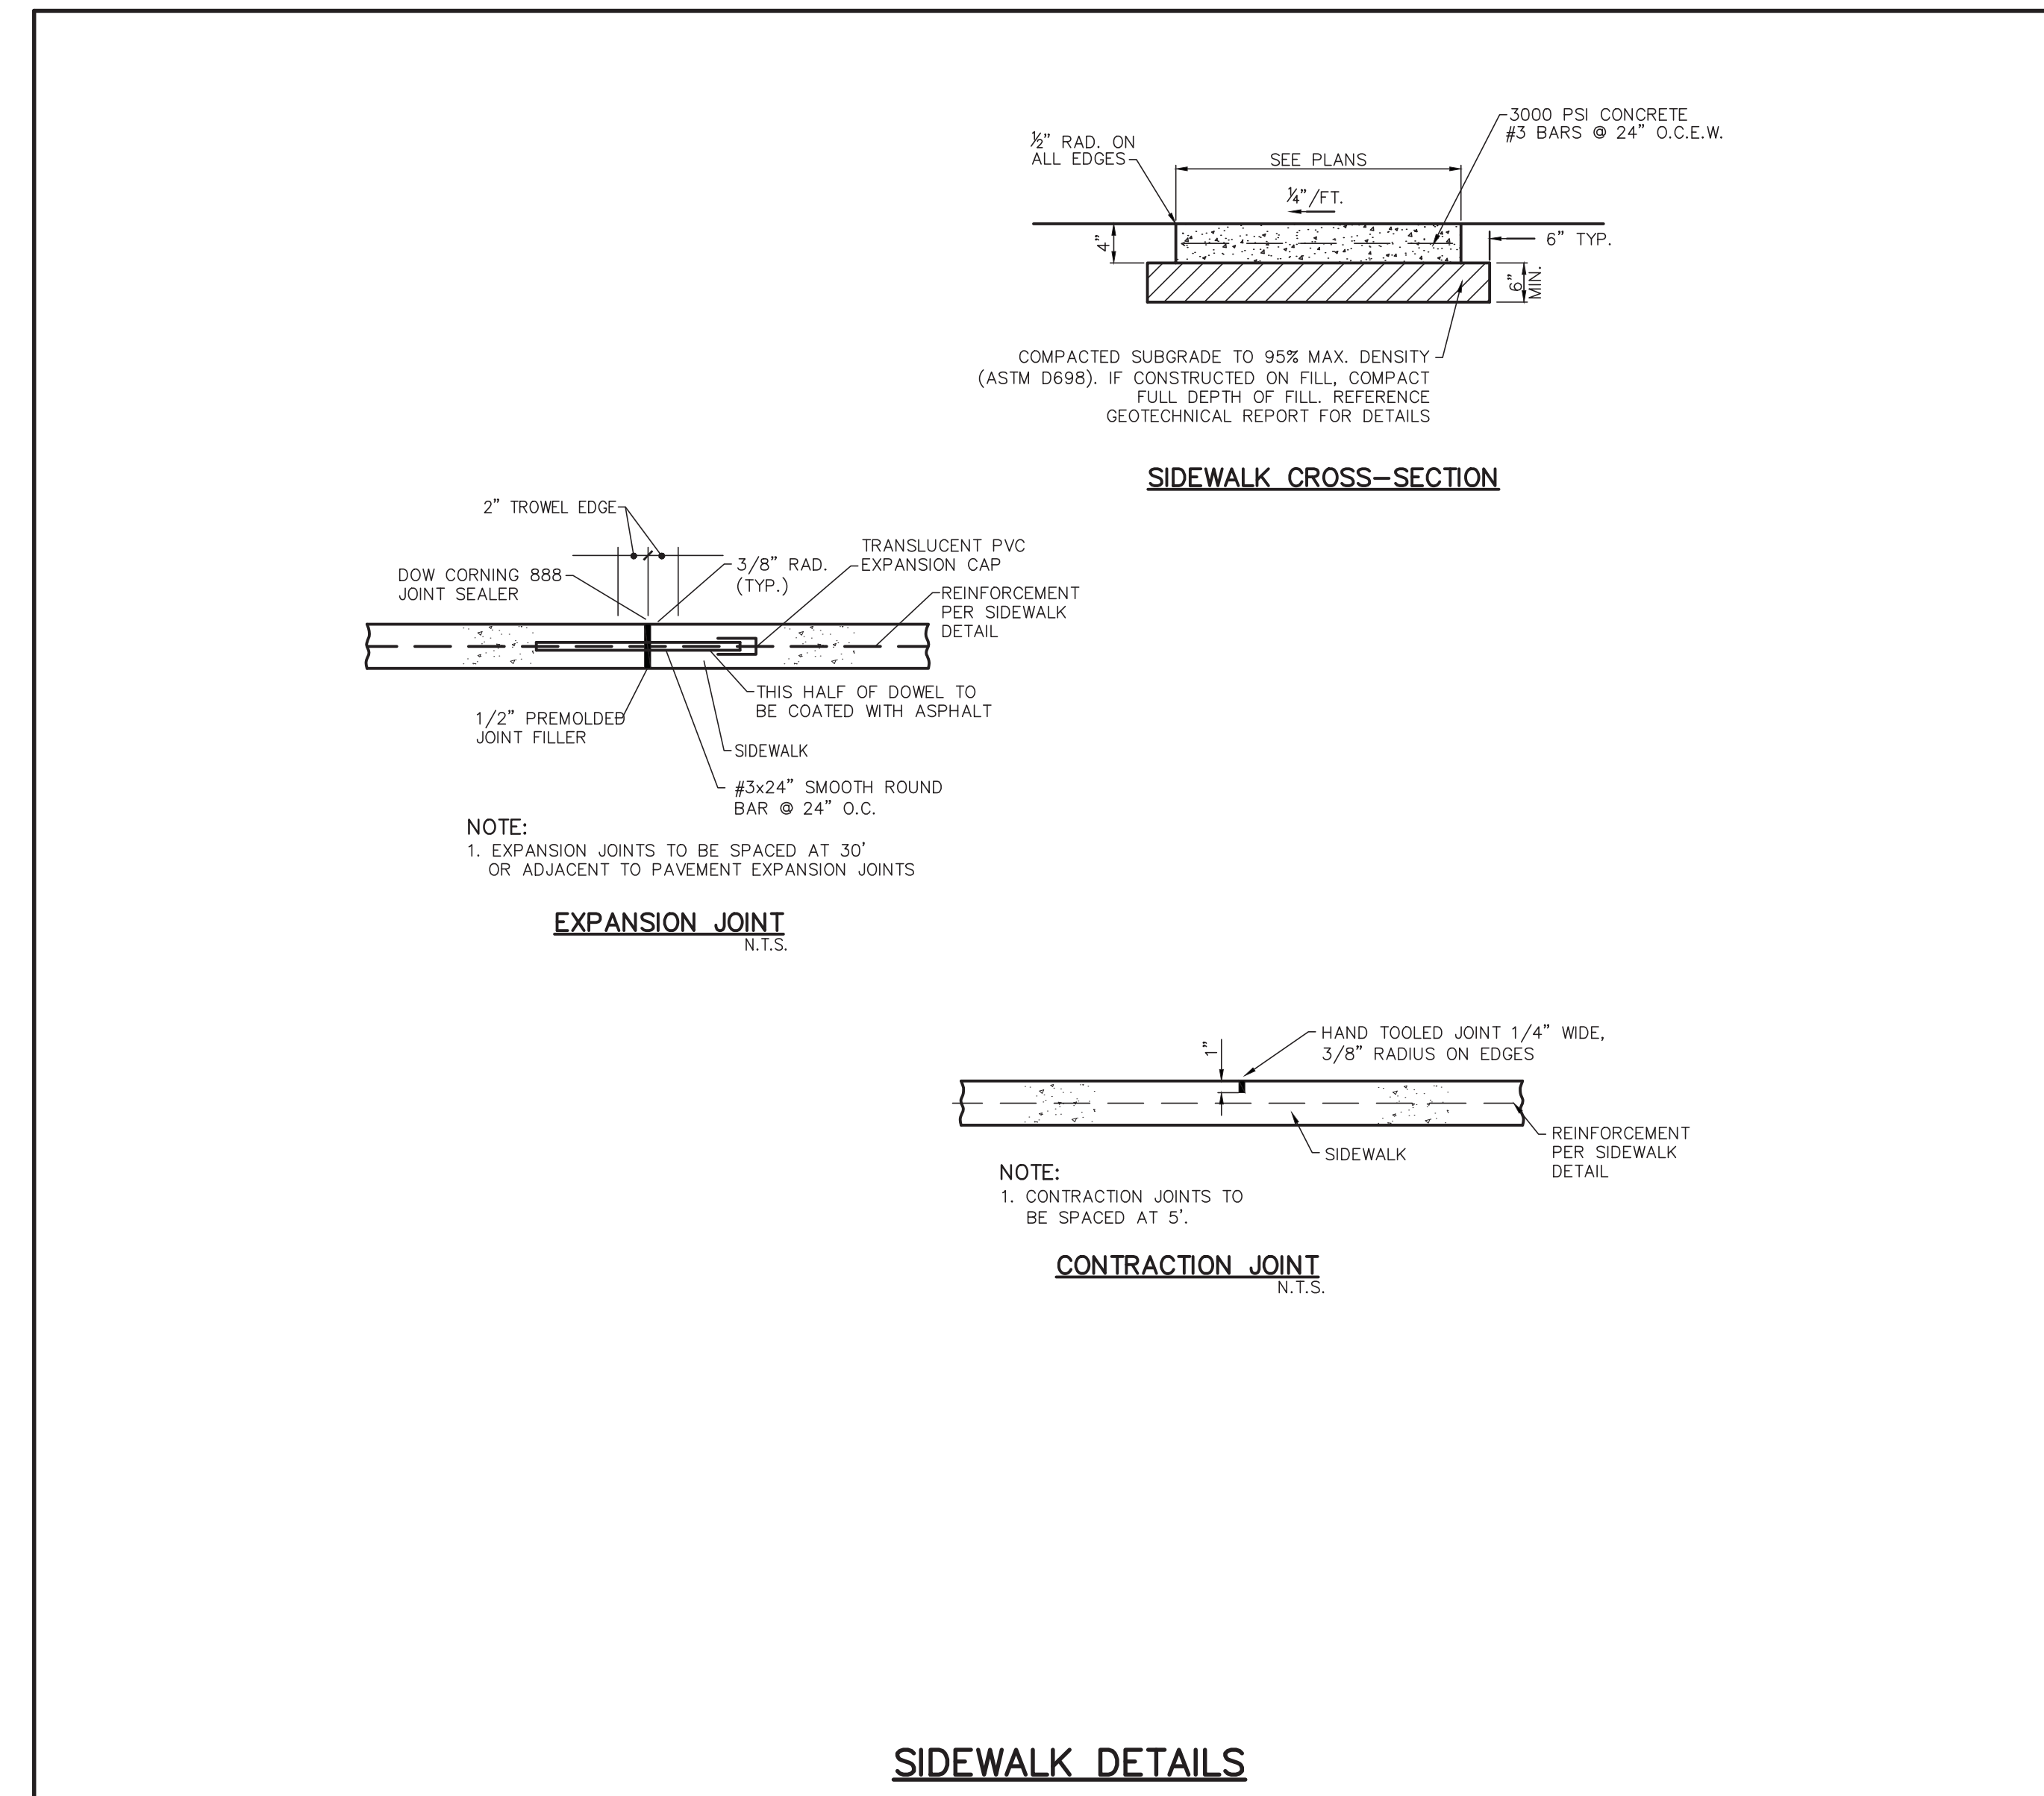 3000 PSI CONCRETE
#3 BARS @ 24" O.C.E.W.
½" RAD. ON
ALL EDGES
SEE PLANS
¼"/FT.
4"
6" TYP.
6"
MIN.
COMPACTED SUBGRADE TO 95% MAX. DENSITY
(ASTM D698). IF CONSTRUCTED ON FILL, COMPACT
FULL DEPTH OF FILL. REFERENCE
GEOTECHNICAL REPORT FOR DETAILS
SIDEWALK CROSS-SECTION
2" TROWEL EDGE
DOW CORNING 888
JOINT SEALER
3/8" RAD.
(TYP.)
TRANSLUCENT PVC
EXPANSION CAP
REINFORCEMENT
PER SIDEWALK
DETAIL
THIS HALF OF DOWEL TO
BE COATED WITH ASPHALT
1/2" PREMOLDED
JOINT FILLER
SIDEWALK
#3x24" SMOOTH ROUND
BAR @ 24" O.C.
NOTE:
1. EXPANSION JOINTS TO BE SPACED AT 30'
OR ADJACENT TO PAVEMENT EXPANSION JOINTS
EXPANSION JOINT
N.T.S.
HAND TOOLED JOINT 1/4" WIDE,
3/8" RADIUS ON EDGES
1"
REINFORCEMENT
PER SIDEWALK
DETAIL
SIDEWALK
NOTE:
1. CONTRACTION JOINTS TO
BE SPACED AT 5'.
CONTRACTION JOINT
N.T.S.
SIDEWALK DETAILS